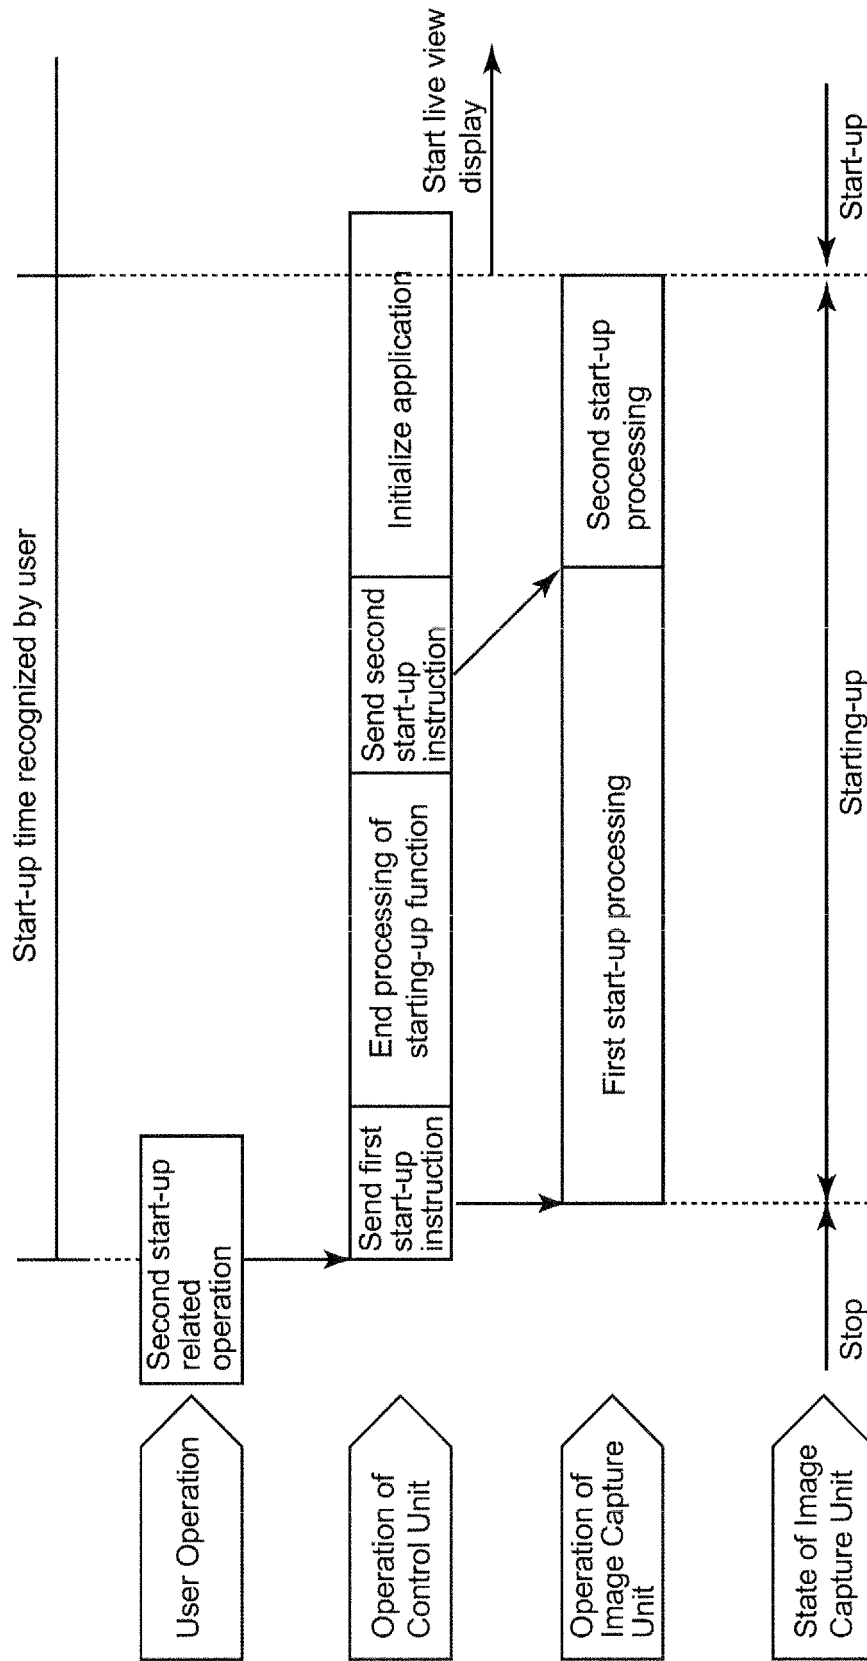 Start-up time recognized by user
User Operation
Second start-up
related
operation
Operation of
Control Unit
Send first
start-up
instruction
End processing of
starting-up function
Send second
start-up
instruction
Initialize application
Start live view
display
Operation of
Image Capture
Unit
First start-up processing
Second start-up
processing
State of Image
Capture Unit
Stop
Starting-up
Start-up